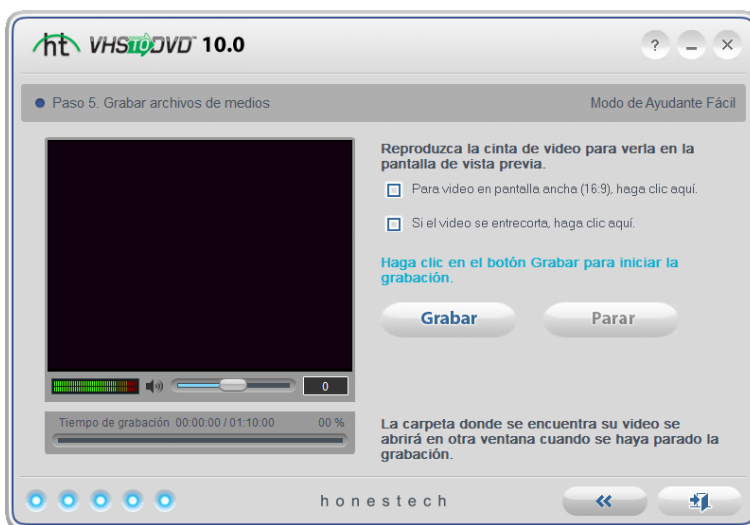 ht VHSTODVD™ 10.0
? – ×
Paso 5. Grabar archivos de medios
Modo de Ayudante Fácil
Reproduzca la cinta de video para verla en la
pantalla de vista previa.
Para video en pantalla ancha (16:9), haga clic aquí.
Si el video se entrecorta, haga clic aquí.
Haga clic en el botón Grabar para iniciar la
grabación.
Grabar
Parar
0
Tiempo de grabación 00:00:00 / 01:10:00 00 %
La carpeta donde se encuentra su video se
abrirá en otra ventana cuando se haya parado la
grabación.
honestech